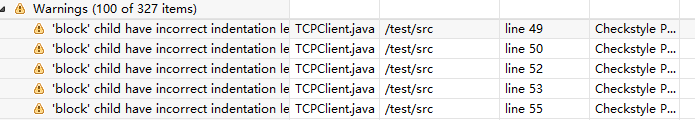 Warnings (100 of 327 items)
'block' child have incorrect indentation le TCPClient.java /test/src line 49 Checkstyle P...
'block' child have incorrect indentation le TCPClient.java /test/src line 50 Checkstyle P...
'block' child have incorrect indentation le TCPClient.java /test/src line 52 Checkstyle P...
'block' child have incorrect indentation le TCPClient.java /test/src line 53 Checkstyle P...
'block' child have incorrect indentation le TCPClient.java /test/src line 55 Checkstyle P...